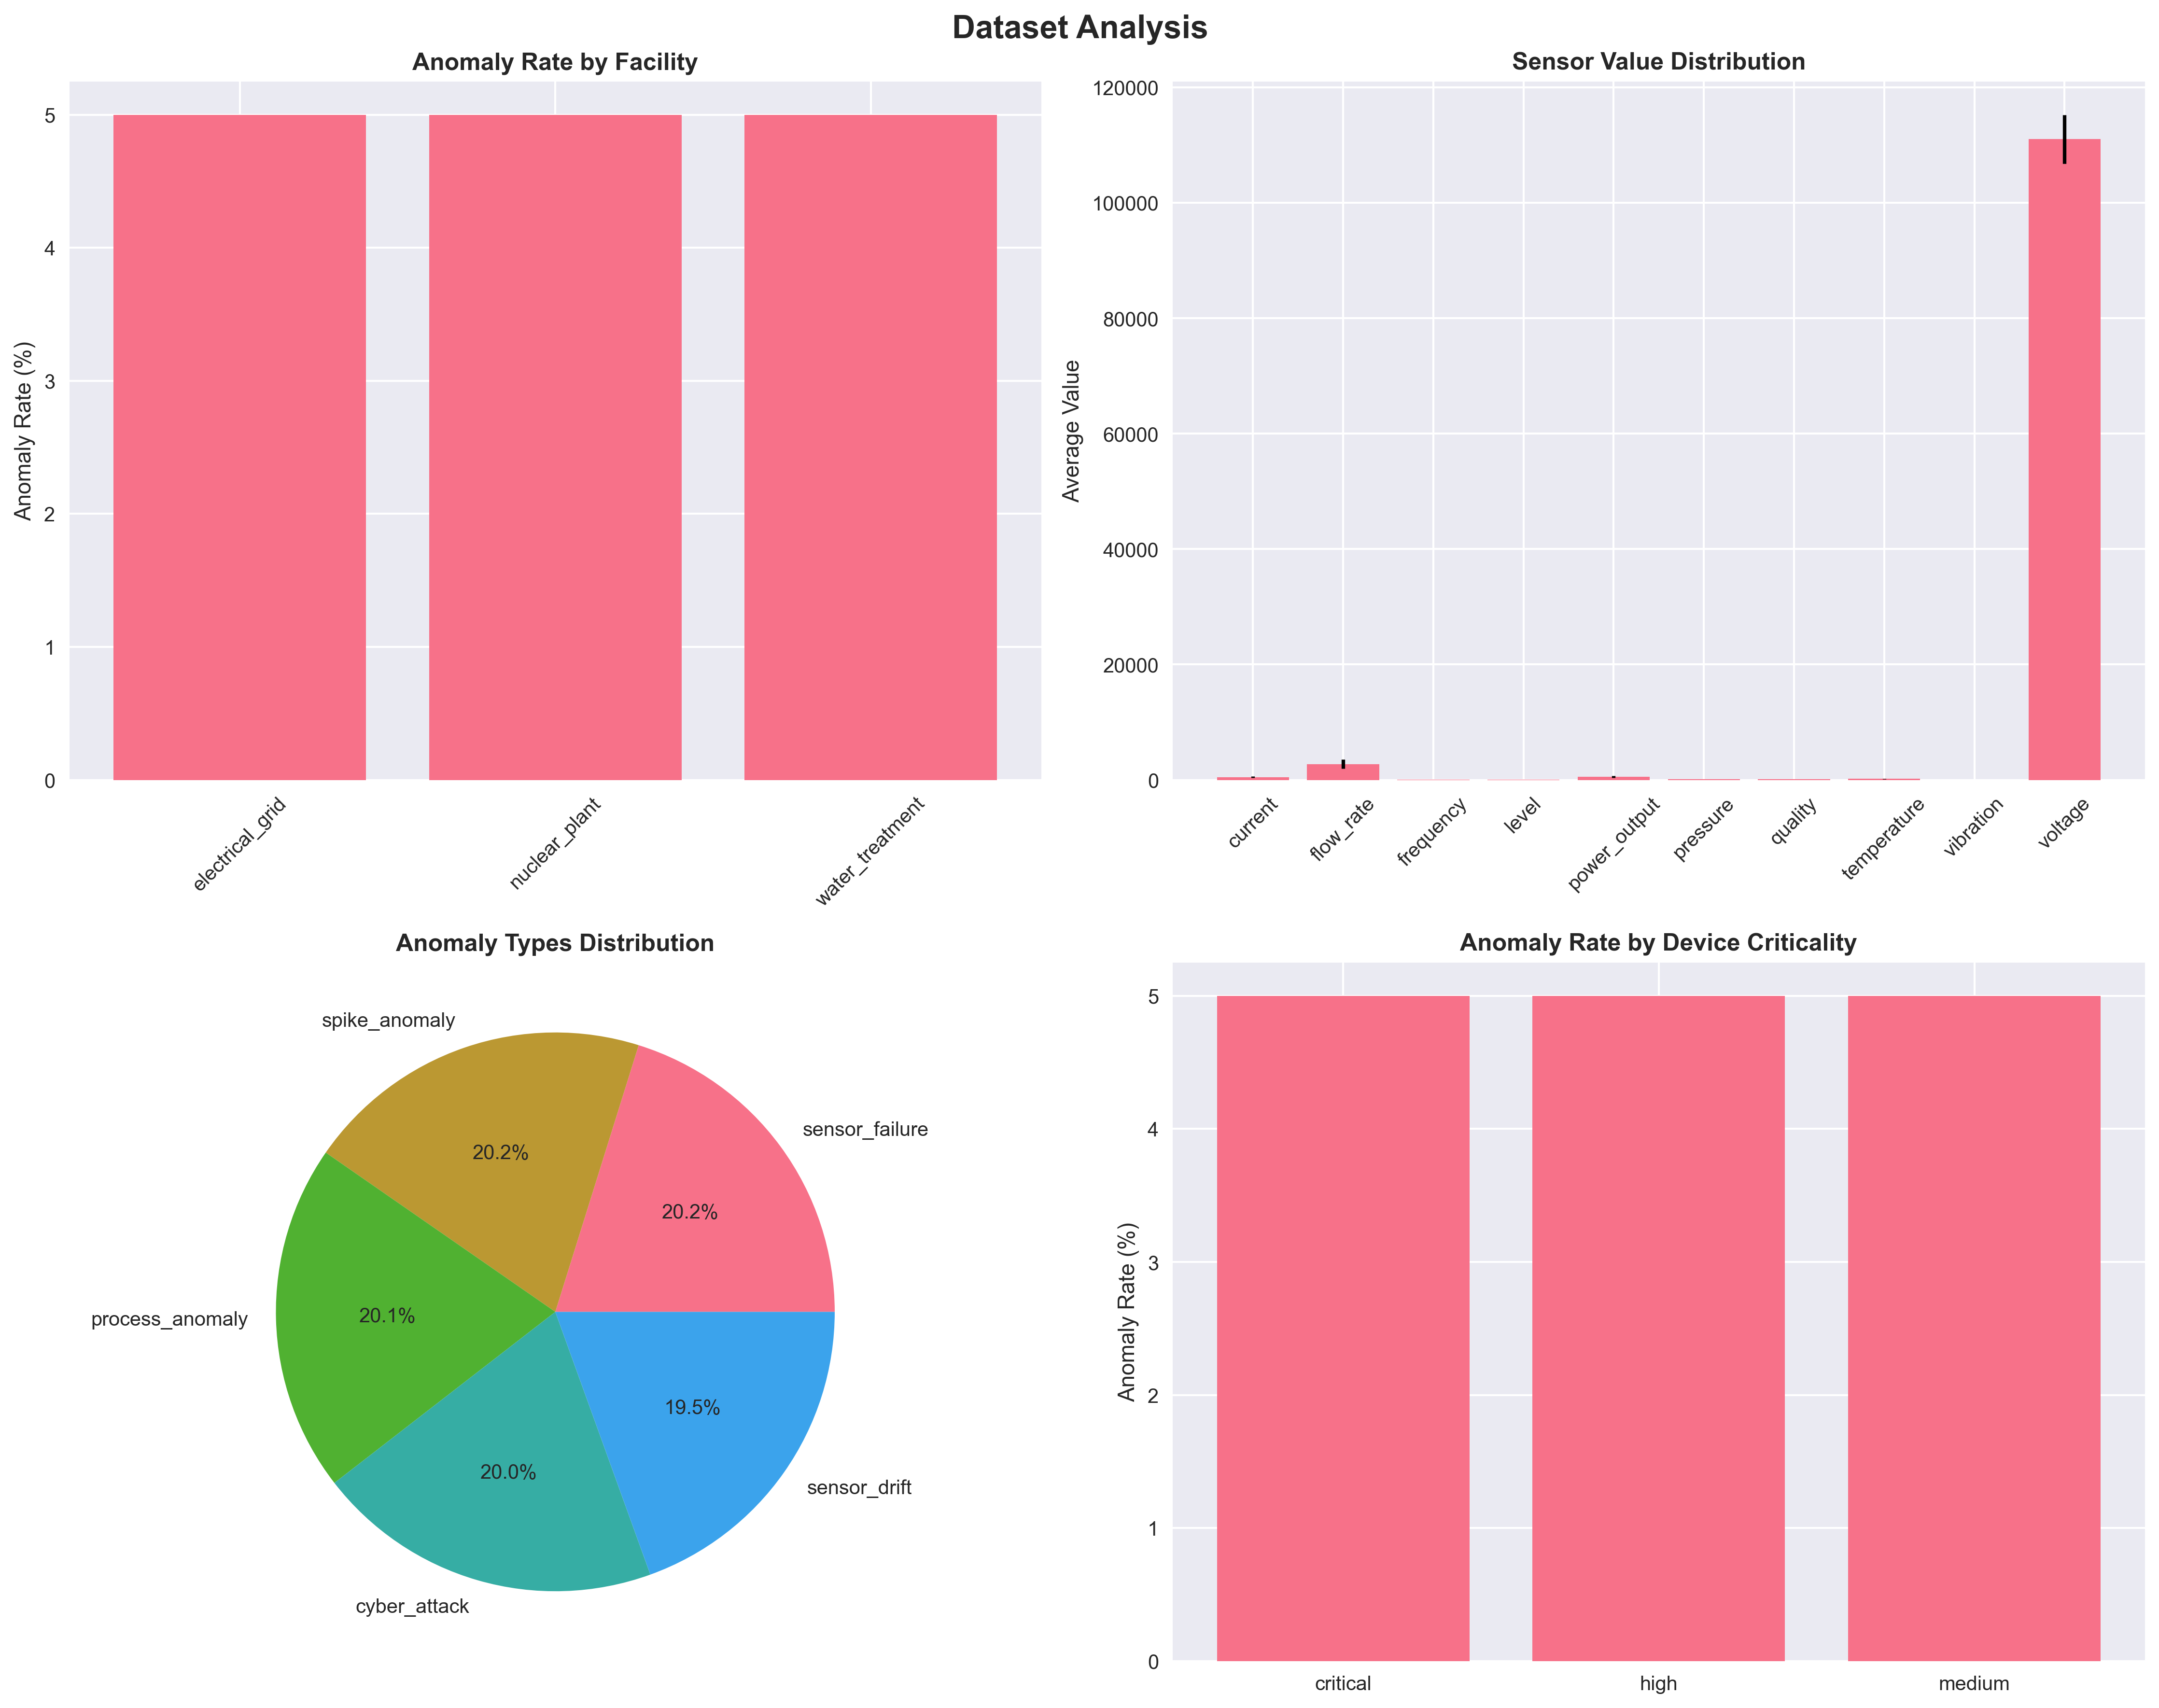 Dataset Analysis
Anomaly Rate by Facility
Anomaly Rate (%)
5
4
3
2
1
0
electrical_grid
nuclear_plant
water_treatment
Sensor Value Distribution
Average Value
120000
100000
80000
60000
40000
20000
0
current
flow_rate
frequency
level
power_output
pressure
quality
temperature
vibration
voltage
Anomaly Types Distribution
spike_anomaly
sensor_failure
20.2%
20.2%
process_anomaly
20.1%
19.5%
20.0%
sensor_drift
cyber_attack
Anomaly Rate by Device Criticality
Anomaly Rate (%)
5
4
3
2
1
0
critical
high
medium